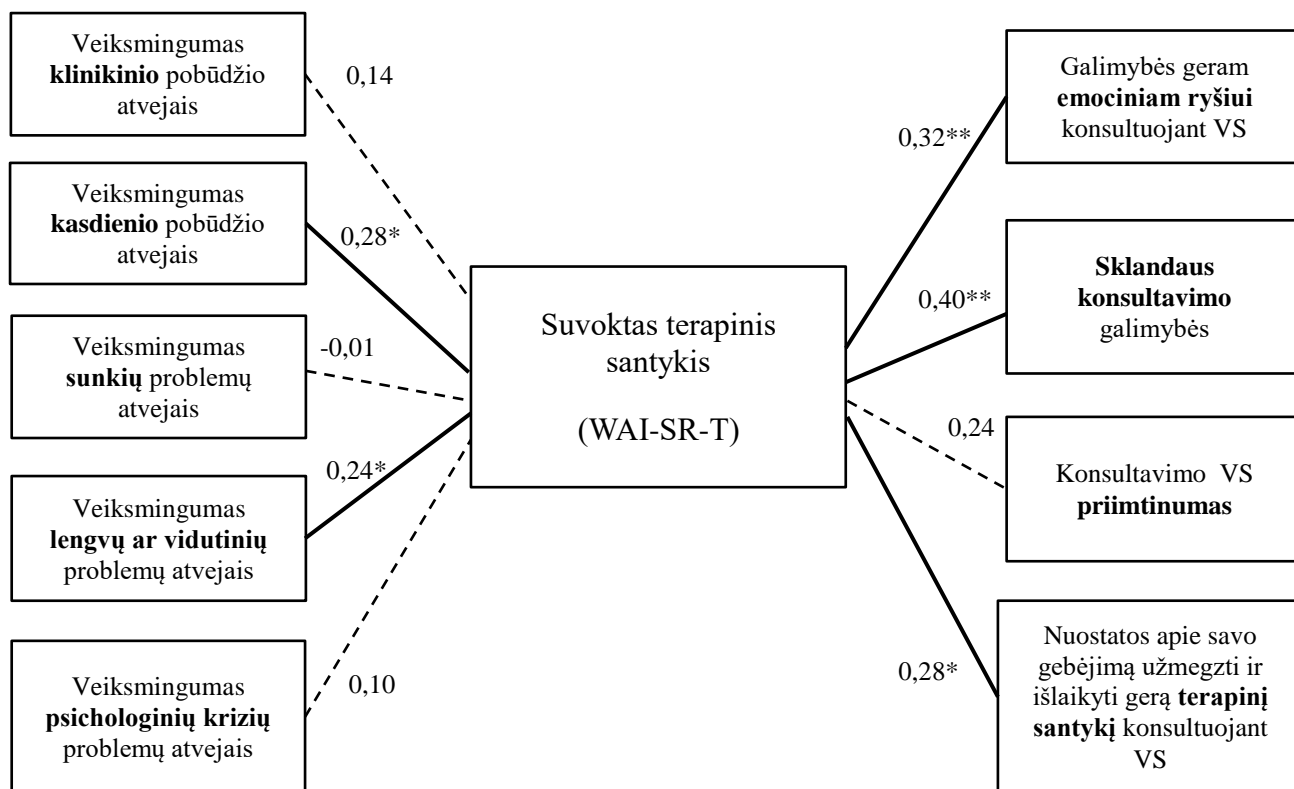 Veiksmingumas
klinikinio pobūdžio
atvejais
0,14
Veiksmingumas
kasdienio pobūdžio
atvejais
0,28*
Veiksmingumas
sunkių problemų
atvejais
-0,01
Veiksmingumas
lengvų ar vidutinių
problemų atvejais
0,24*
Veiksmingumas
psichologinių krizių
problemų atvejais
0,10
Suvoktas terapinis
santykis
(WAI-SR-T)
0,32**
Galimybės geram
emociniam ryšiui
konsultuojant VS
0,40**
Sklandaus
konsultavimo
galimybės
0,24
Konsultavimo VS
priimtinumas
0,28*
Nuostatos apie savo
gebėjimą užmegzti ir
išlaikyti gerą terapinį
santykį konsultuojant
VS